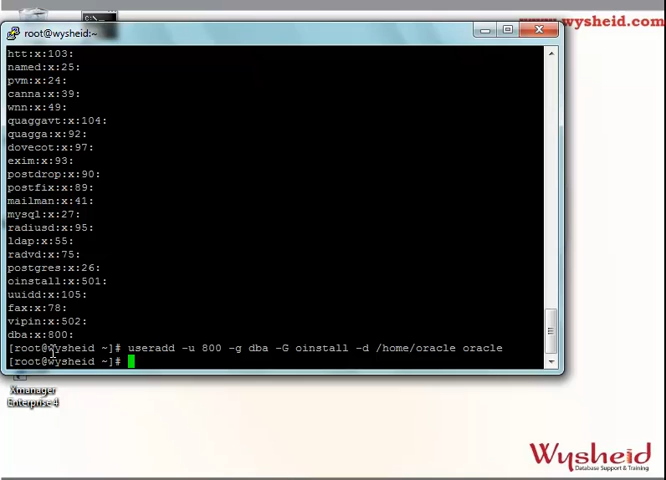 www.wysheid.com
root@wysheid:~
htt:x:103:
named:x:25:
pvm:x:24:
canna:x:39:
wnn:x:49:
quaggavt:x:104:
quagga:x:92:
dovecot:x:97:
exim:x:93:
postdrop:x:90:
postfix:x:89:
mailman:x:41:
mysql:x:27:
radiusd:x:95:
ldap:x:55:
radvd:x:75:
postgres:x:26:
oinstall:x:501:
uuidd:x:105:
fax:x:78:
vipin:x:502:
dba:x:800:
[root@wysheid ~]# useradd -u 800 -g dba -G oinstall -d /home/oracle oracle
[root@wysheid ~]#
Xmanager
Enterprise 4
Wysheid
Database Support & Training